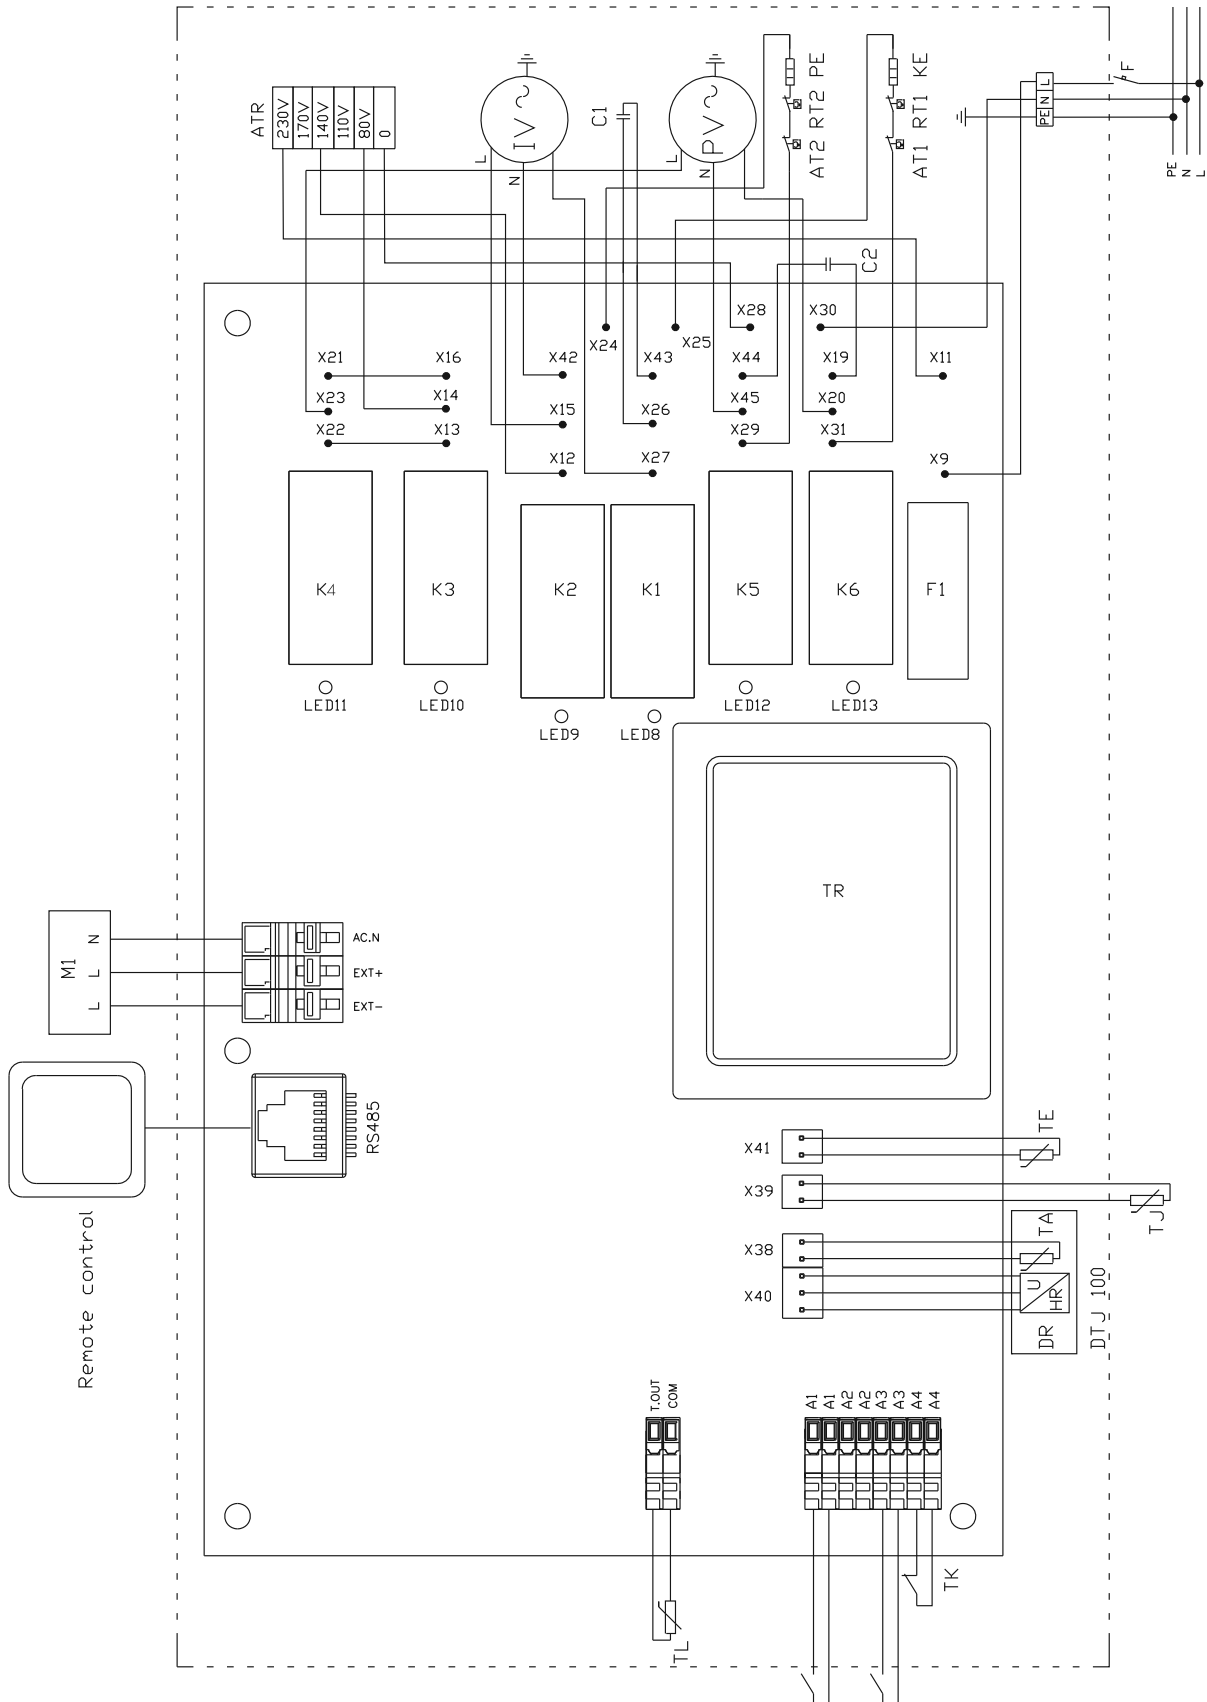 ATR
230V
170V
140V
110V
80V
0
IV
L
N
C1
PV
L
N
AT2 RT2 PE
AT1 RT1 KE
C2
PE N L
F
PE
N
L
X21
X16
X23
X14
X22
X13
X42
X15
X12
X24
X43
X26
X27
X25
X28
X44
X45
X29
X30
X19
X20
X31
X11
X9
K4
K3
K2
K1
K5
K6
F1
LED11
LED10
LED9
LED8
LED12
LED13
TR
M1
N
L
L
AC.N
EXT+
EXT-
RS485
Remote control
X41
TE
X39
TJ
X38
TA
X40
U
HR
DR
DTJ 100
T.OUT
COM
TL
A1
A1
A2
A2
A3
A3
A4
A4
TK